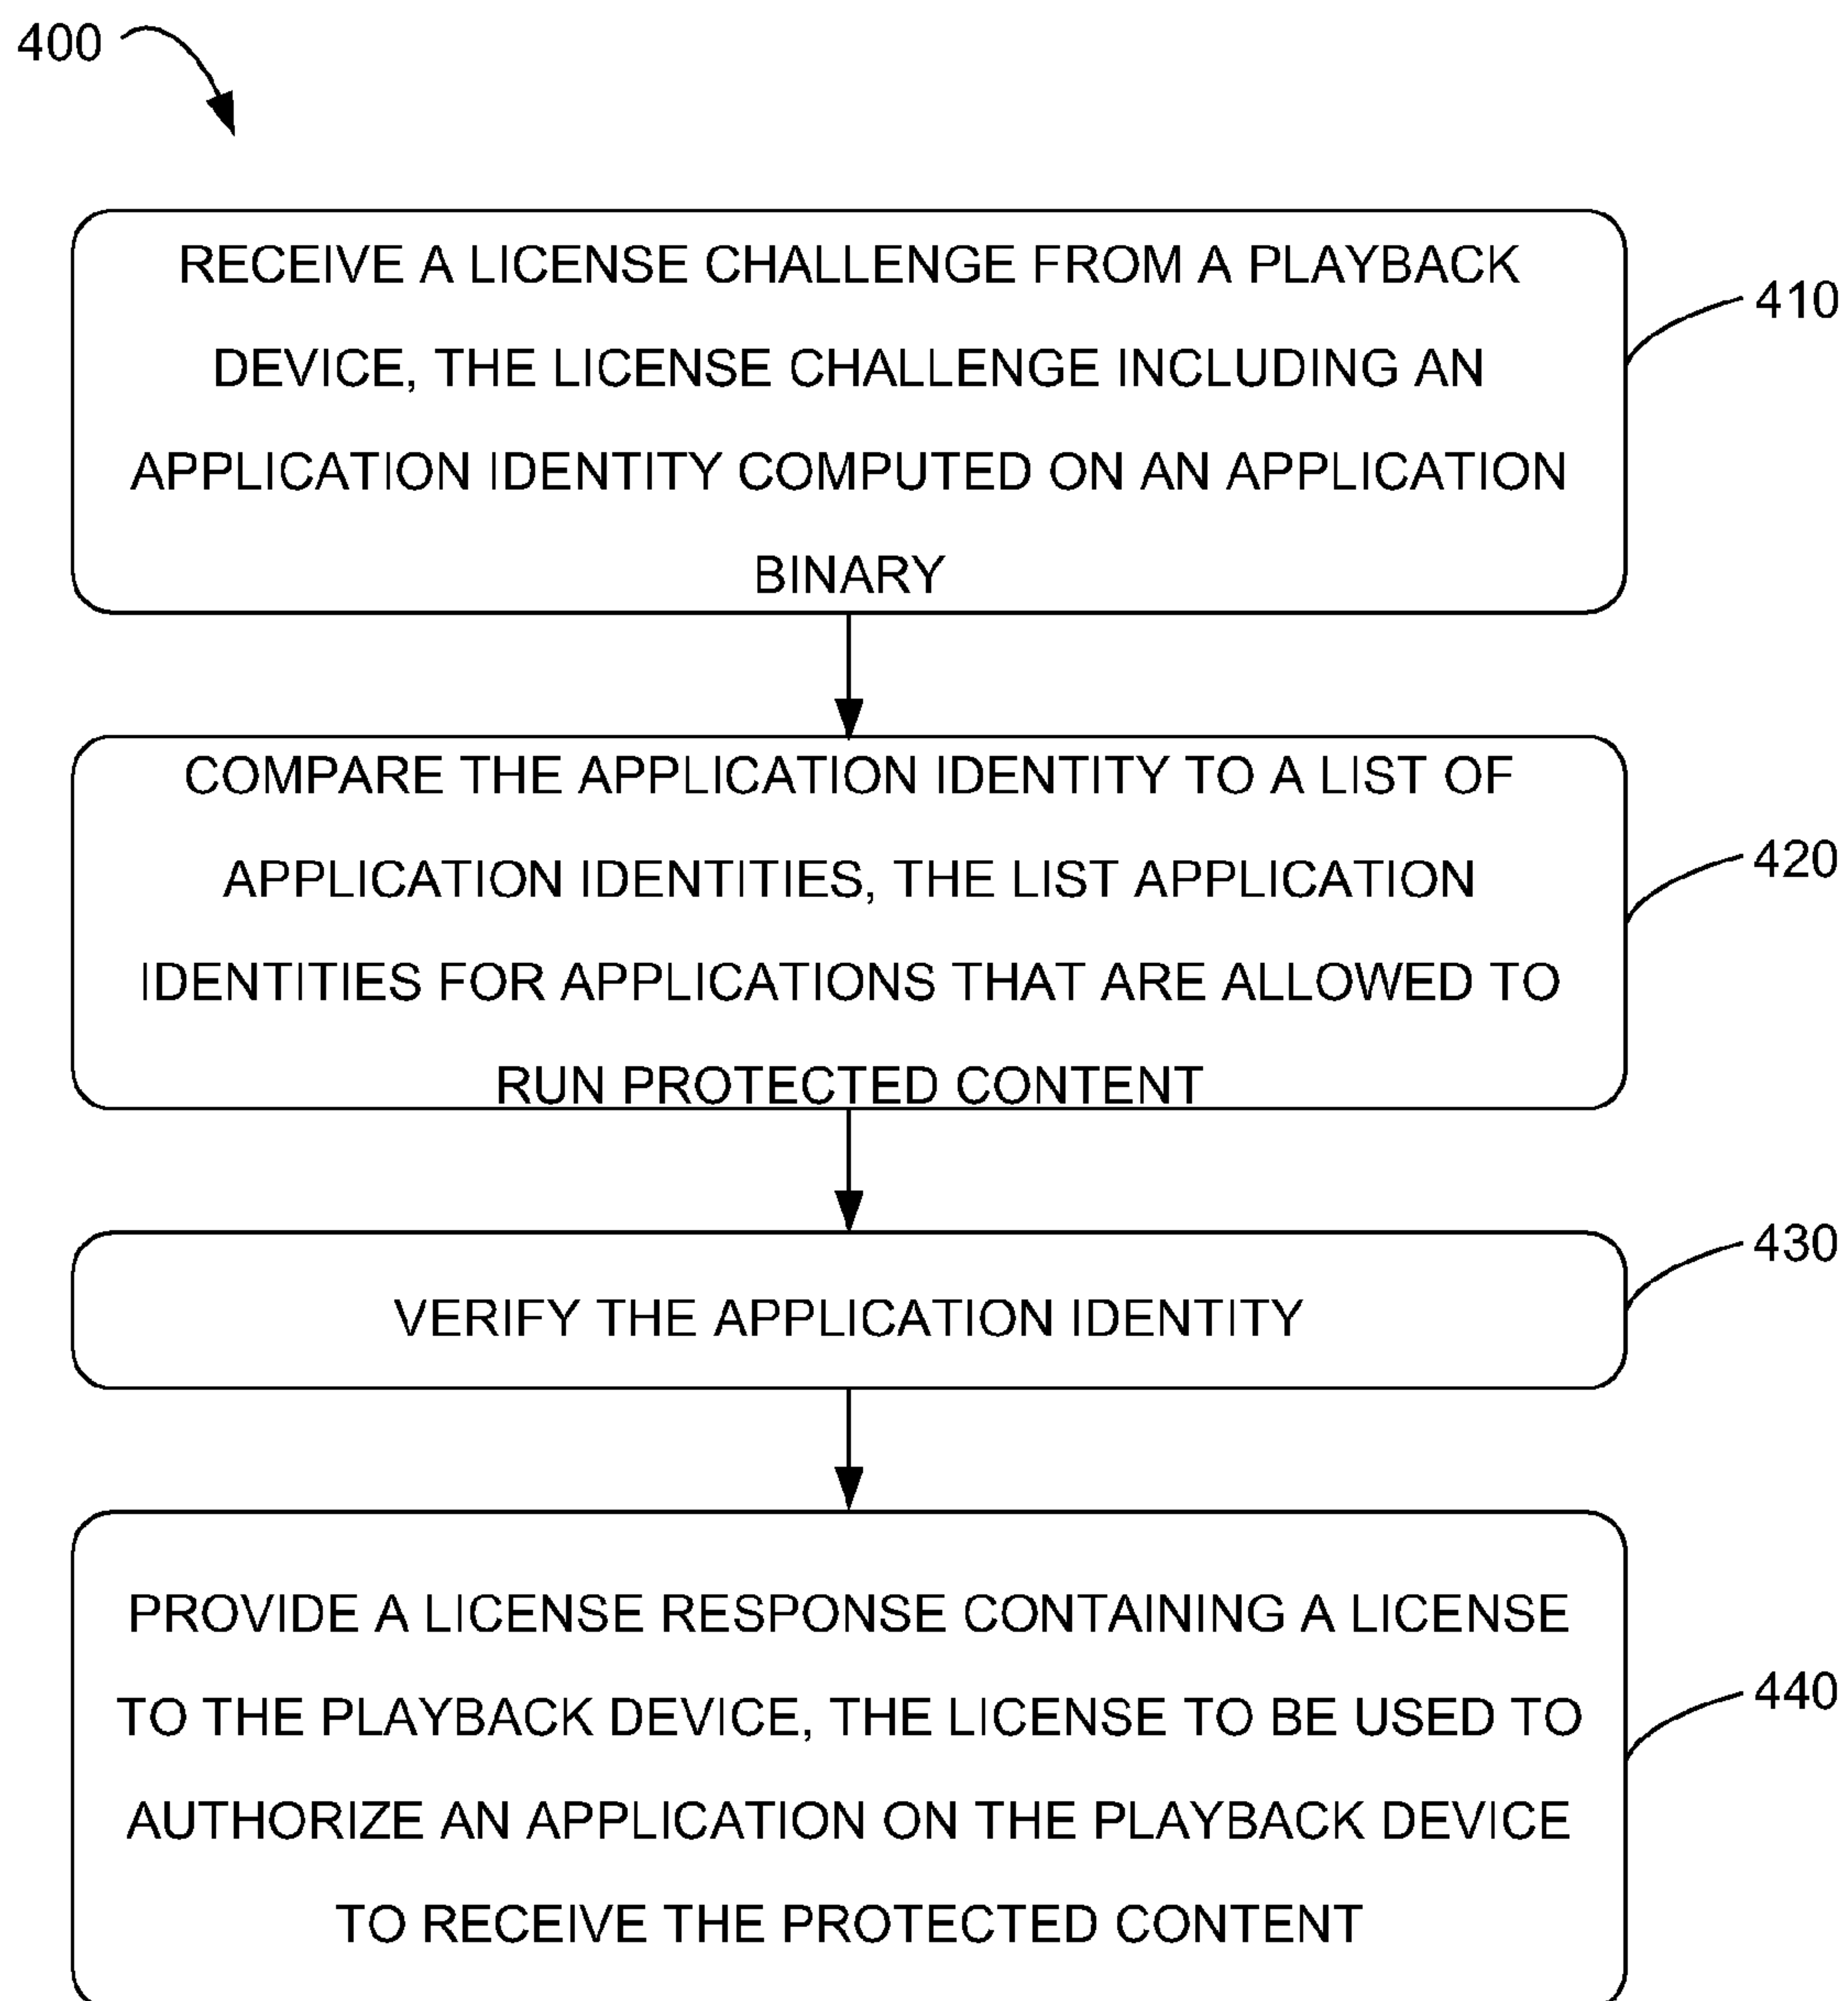 400
RECEIVE A LICENSE CHALLENGE FROM A PLAYBACK
DEVICE, THE LICENSE CHALLENGE INCLUDING AN
APPLICATION IDENTITY COMPUTED ON AN APPLICATION
BINARY
410
COMPARE THE APPLICATION IDENTITY TO A LIST OF
APPLICATION IDENTITIES, THE LIST APPLICATION
IDENTITIES FOR APPLICATIONS THAT ARE ALLOWED TO
RUN PROTECTED CONTENT
420
VERIFY THE APPLICATION IDENTITY
430
PROVIDE A LICENSE RESPONSE CONTAINING A LICENSE
TO THE PLAYBACK DEVICE, THE LICENSE TO BE USED TO
AUTHORIZE AN APPLICATION ON THE PLAYBACK DEVICE
TO RECEIVE THE PROTECTED CONTENT
440